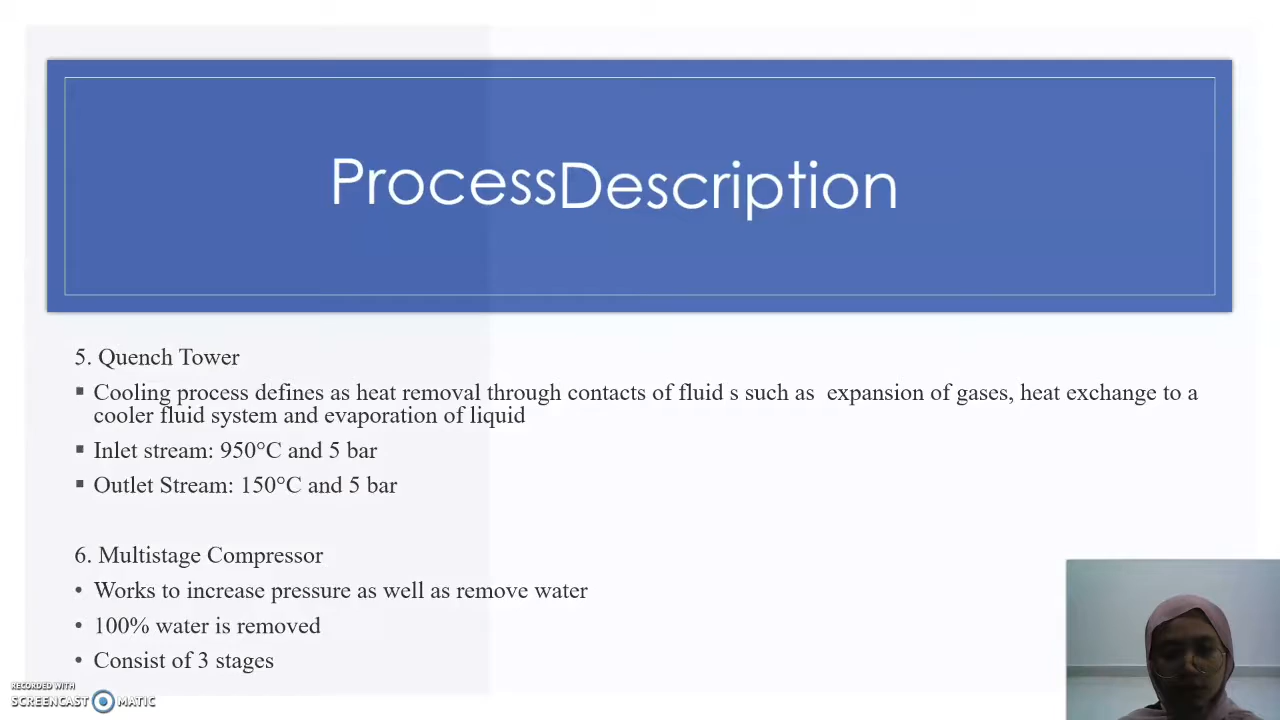 ProcessDescription
5. Quench Tower
▪ Cooling process defines as heat removal through contacts of fluid s such as  expansion of gases, heat exchange to a
cooler fluid system and evaporation of liquid
▪ Inlet stream: 950°C and 5 bar
▪ Outlet Stream: 150°C and 5 bar
6. Multistage Compressor
• Works to increase pressure as well as remove water
• 100% water is removed
• Consist of 3 stages
RECORDED WITH
SCREENCAST MATIC